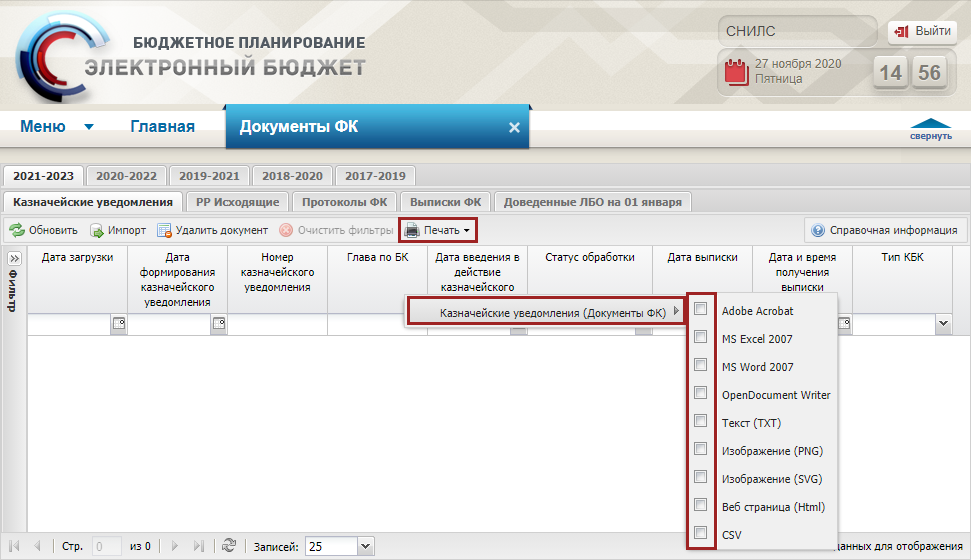 БЮДЖЕТНОЕ ПЛАНИРОВАНИЕ
ЭЛЕКТРОННЫЙ БЮДЖЕТ
СНИЛС
Выйти
27 ноября 2020
Пятница
14 56
Меню Главная Документы ФК
свернуть
2021-2023 2020-2022 2019-2021 2018-2020 2017-2019
Казначейские уведомления РР Исходящие Протоколы ФК Выписки ФК Доведенные ЛБО на 01 января
Обновить Импорт Удалить документ Очистить фильтры Печать Справочная информация
Фильтр
Дата загрузки
Дата формирования казначейского уведомления
Номер казначейского уведомления
Глава по БК
Дата введения в действие казначейского
Статус обработки
Дата выписки
Дата и время получения выписки
Тип КБК
Казначейские уведомления (Документы ФК)
Adobe Acrobat
MS Excel 2007
MS Word 2007
OpenDocument Writer
Текст (TXT)
Изображение (PNG)
Изображение (SVG)
Веб страница (Html)
CSV
Стр. 0 из 0 Записей: 25
данных для отображения